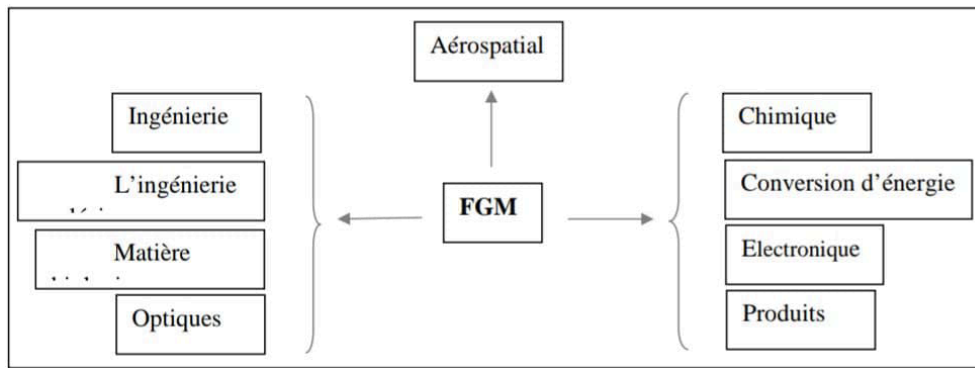 Aérospatial
Ingénierie
L’ingénierie
Matière
Optiques
FGM
Chimique
Conversion d’énergie
Electronique
Produits